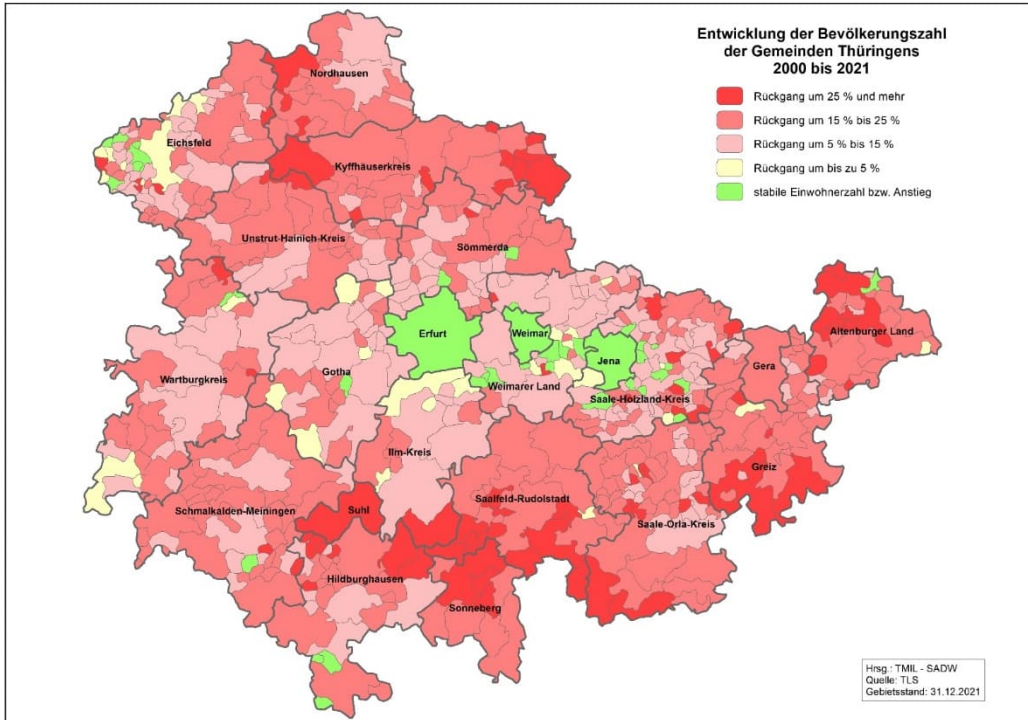 Entwicklung der Bevölkerungszahl
der Gemeinden Thüringens
2000 bis 2021
Rückgang um 25 % und mehr
Rückgang um 15 % bis 25 %
Rückgang um 5 % bis 15 %
Rückgang um bis zu 5 %
stabile Einwohnerzahl bzw. Anstieg
Nordhausen
Eichsfeld
Kyffhäuserkreis
Unstrut-Hainich-Kreis
Sömmerda
Erfurt
Weimar
Jena
Altenburger Land
Gera
Wartburgkreis
Gotha
Weimarer Land
Saale-Holzland-Kreis
Ilm-Kreis
Greiz
Saalfeld-Rudolstadt
Schmalkalden-Meiningen
Suhl
Saale-Orla-Kreis
Hildburghausen
Sonneberg
Hrsg.: TMIL - SADW
Quelle: TLS
Gebietsstand: 31.12.2021